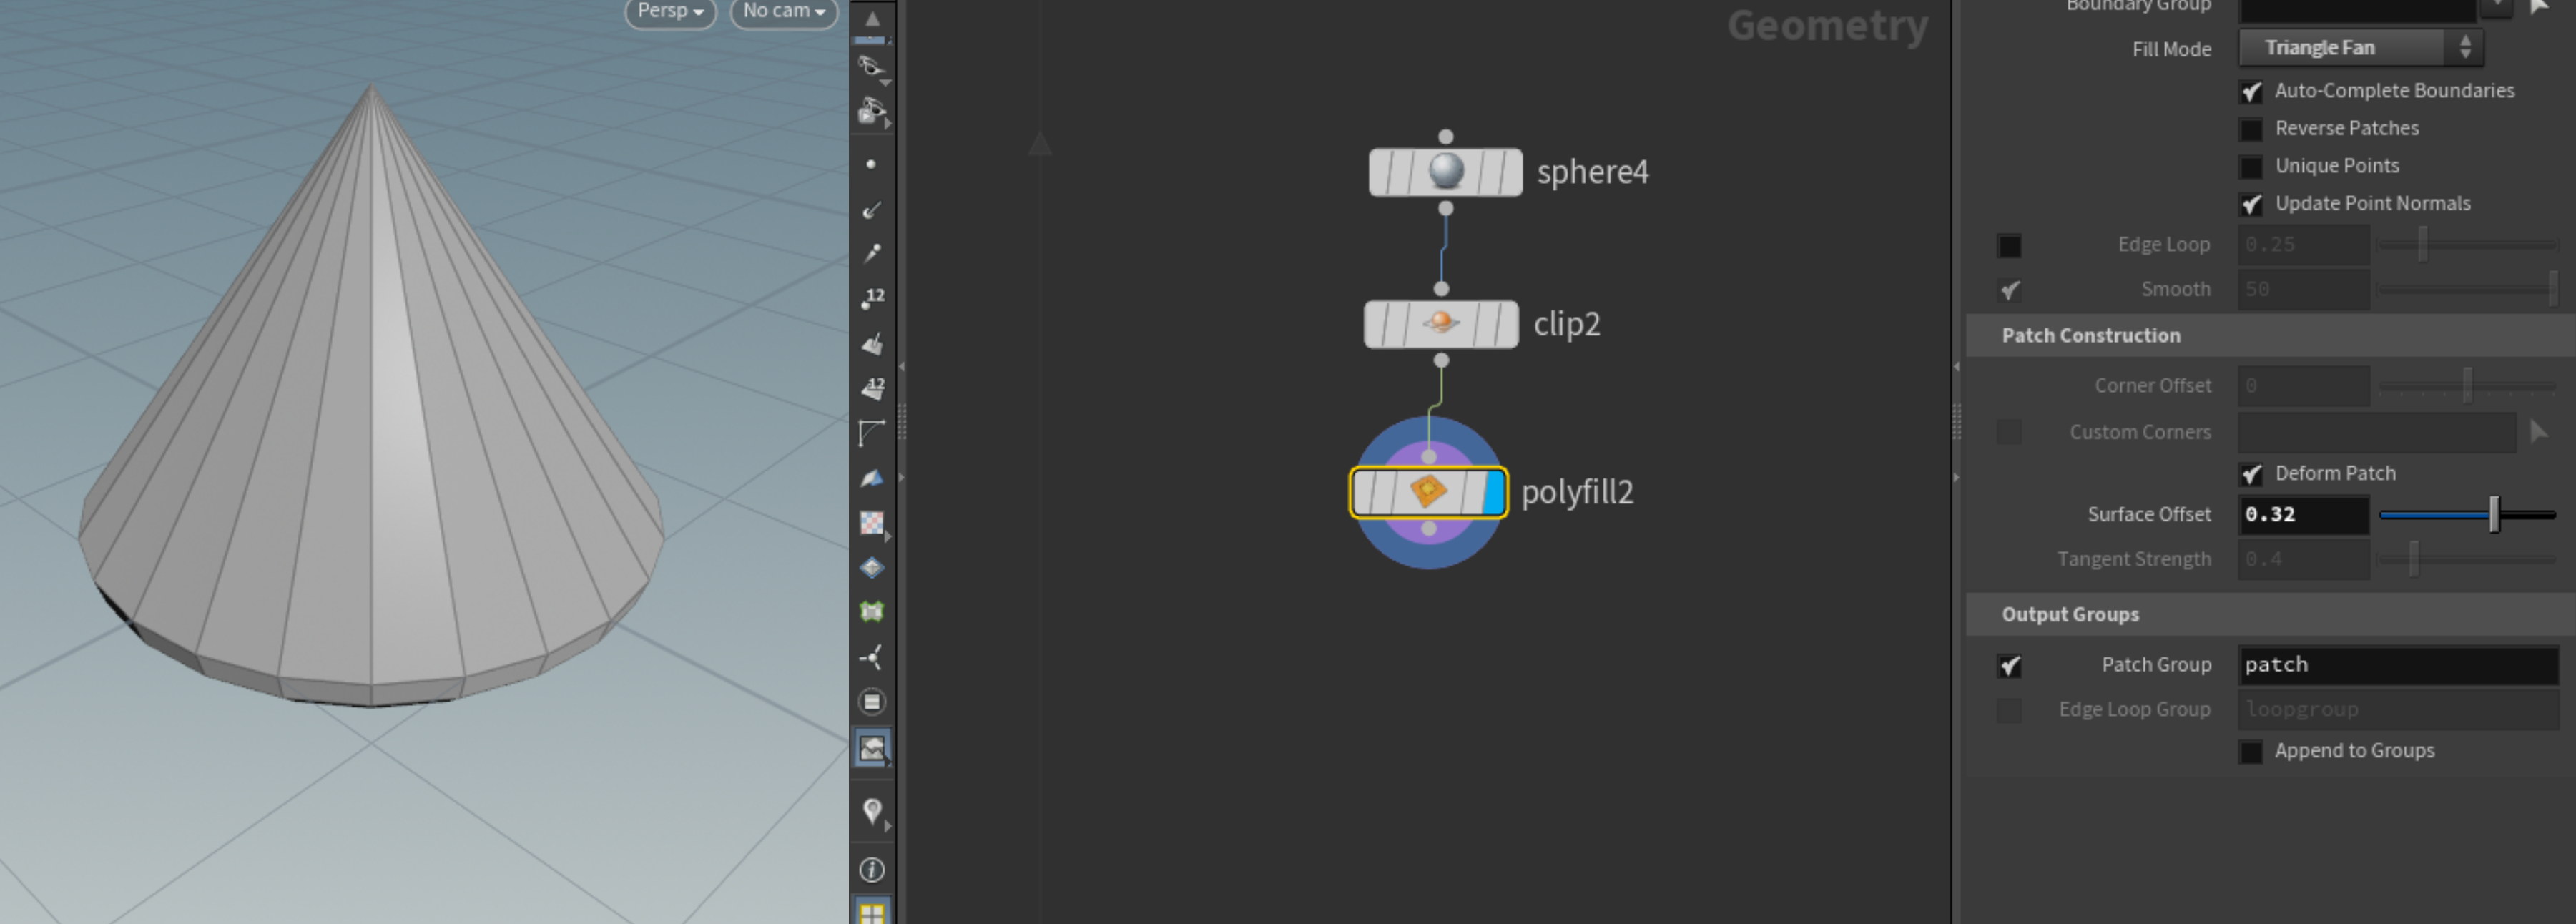 Persp
No cam
12
12
Geometry
sphere4
clip2
polyfill2
Boundary Group
Fill Mode Triangle Fan
Auto-Complete Boundaries
Reverse Patches
Unique Points
Update Point Normals
Edge Loop 0.25
Smooth 50
Patch Construction
Corner Offset 0
Custom Corners
Deform Patch
Surface Offset 0.32
Tangent Strength 0.4
Output Groups
Patch Group patch
Edge Loop Group loopgroup
Append to Groups